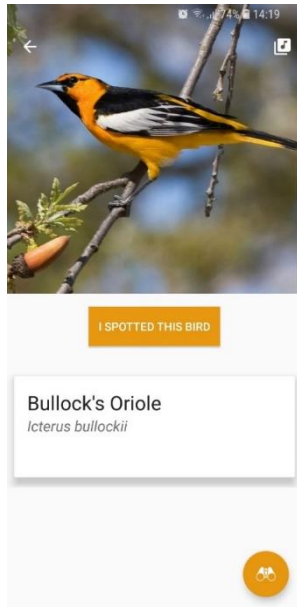 74% 14:19
I SPOTTED THIS BIRD
Bullock's Oriole
Icterus bullockii